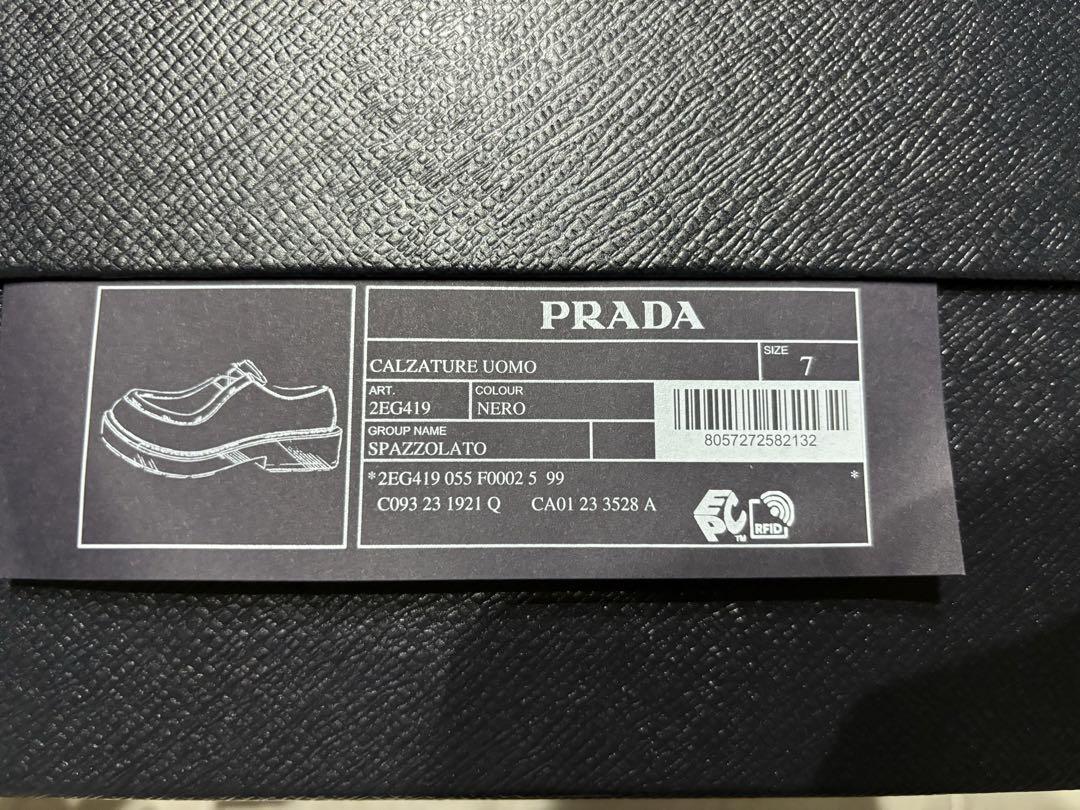 PRADA
CALZATURE UOMO
SIZE
7
ART.
2EG419
COLOUR
NERO
GROUP NAME
SPAZZOLATO
8057272582132
*2EG419 055 F0002 5 99 *
C093 23 1921 Q CA01 23 3528 A
EPC™
RFID